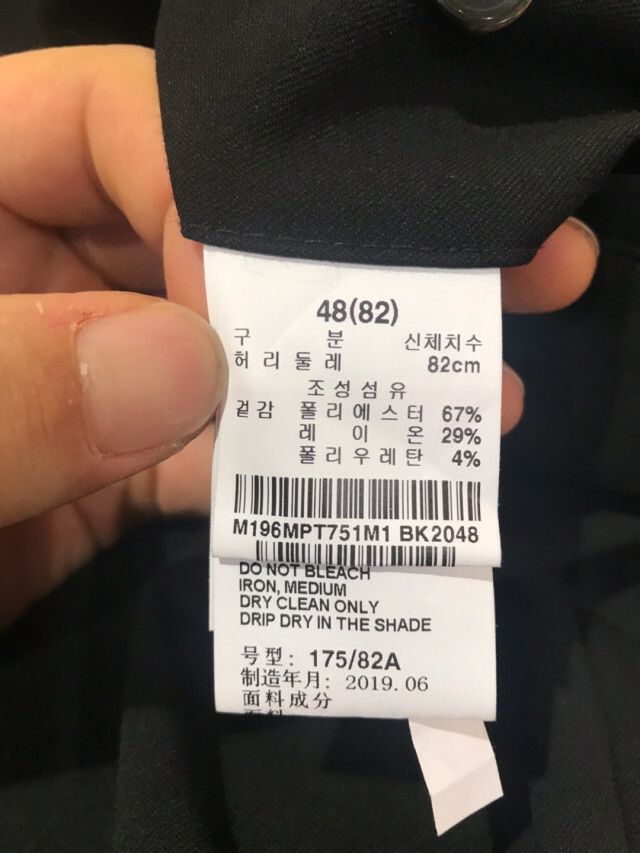 48(82)
구 분 신체치수
허리둘레 82cm
조성섬유
겉감 폴리에스터 67%
레이온 29%
폴리우레탄 4%
M196MPT751M1 BK2048
DO NOT BLEACH
IRON, MEDIUM
DRY CLEAN ONLY
DRIP DRY IN THE SHADE
号型: 175/82A
制造年月: 2019.06
面料成分